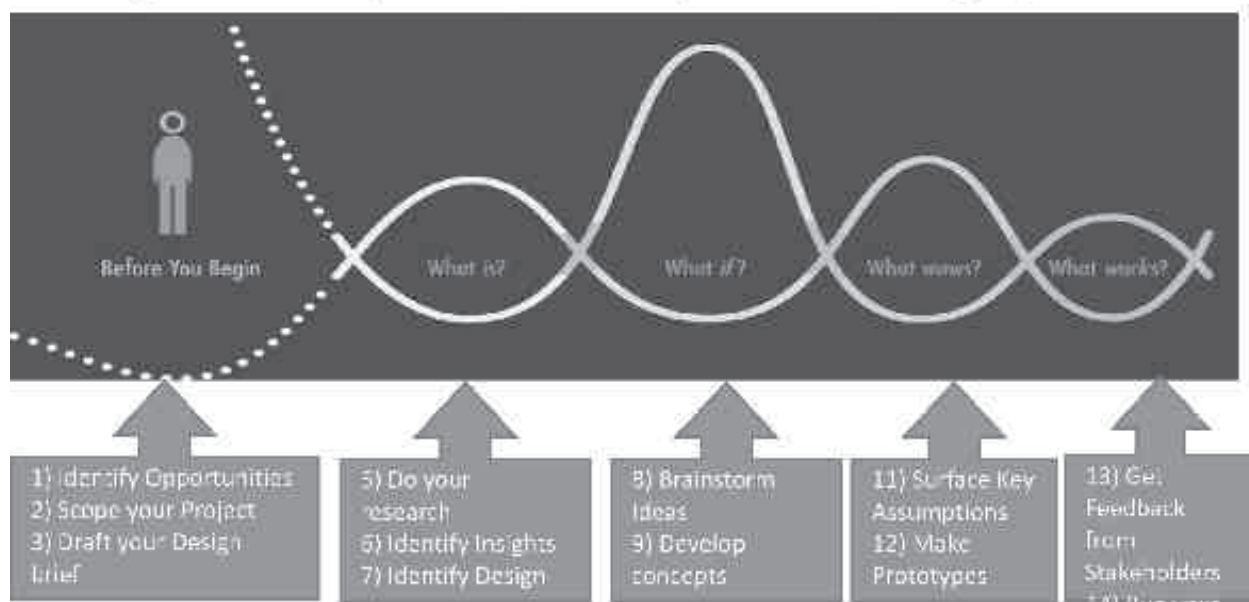 Before You Begin
What is?
What if?
What wows?
What works?
1) Identify Opportunities
2) Scope your Project
3) Draft your Design
brief
5) Do your
research
6) Identify Insights
7) Identify Design
8) Brainstorm
Ideas
9) Develop
concepts
11) Surface Key
Assumptions
12) Make
Prototypes
13) Get
Feedback
from
Stakeholders